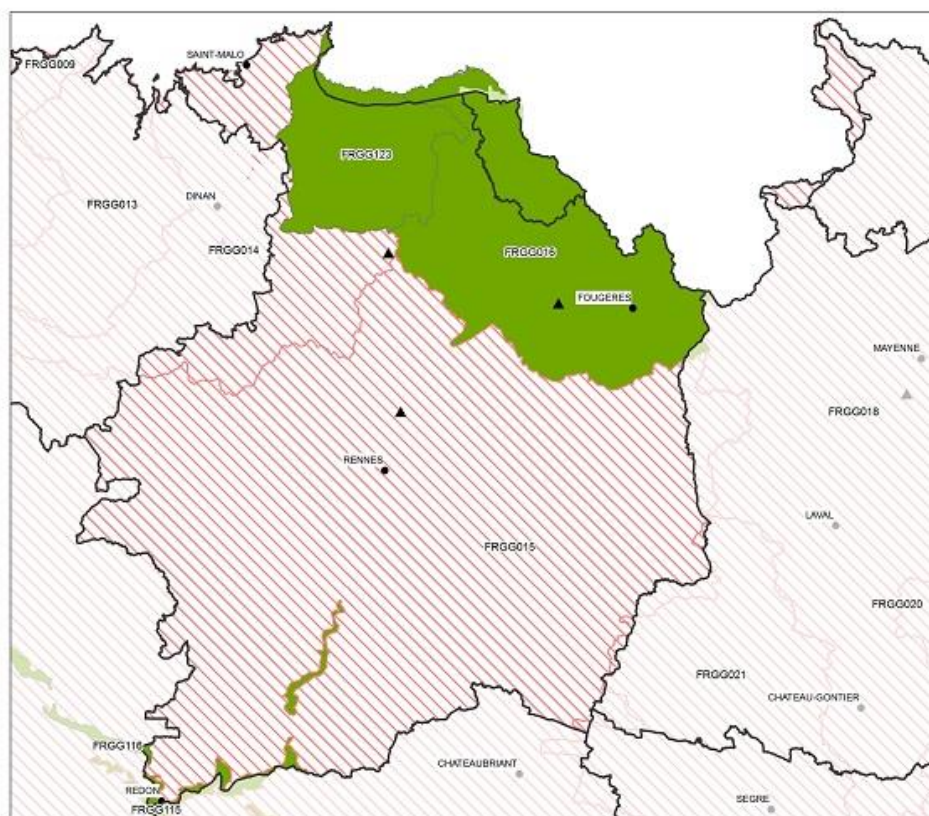 SAINT-MALO
FRGG009
FRGG123
FRGG013
DINAN
FRGG014
FRGG016
FOUGERES
MAYENNE
FRGG018
RENNES
LAVAL
FRGG015
FRGG020
FRGG021
CHATEAU-GONTIER
FRGG116
CHATEAUBRIANT
REDON
SEGRE
FRGG115